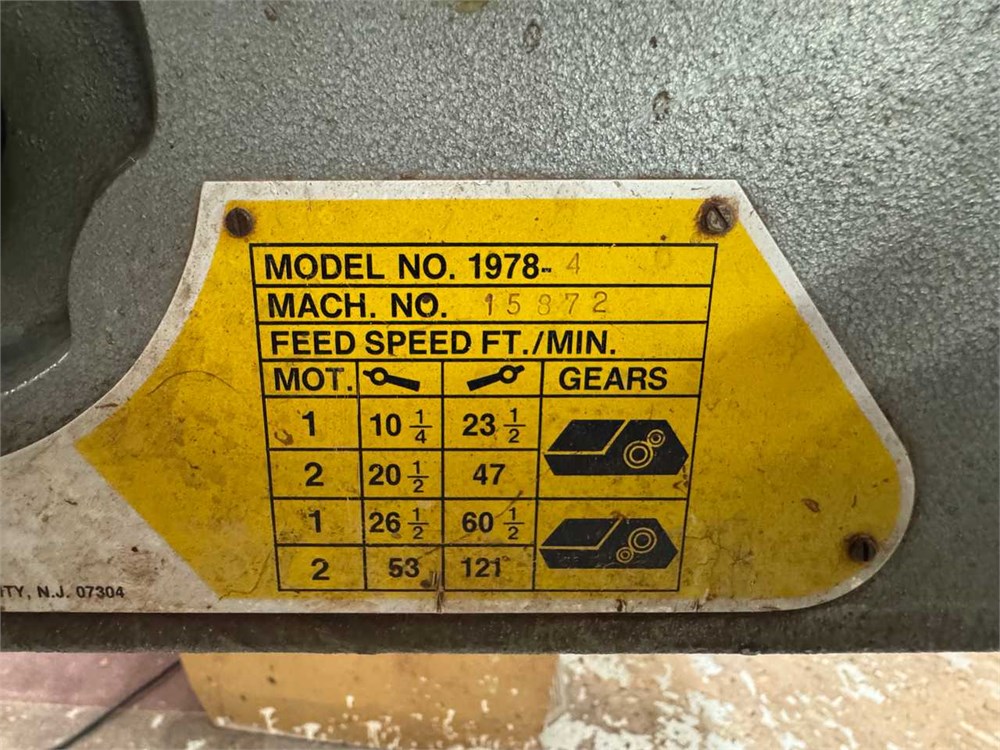 MODEL NO. 1978-4
MACH. NO. 15872
FEED SPEED FT./MIN.
MOT. GEARS
1 10 1/4 23 1/2
2 20 1/2 47
1 26 1/2 60 1/2
2 53 121
ITY, N.J. 07304